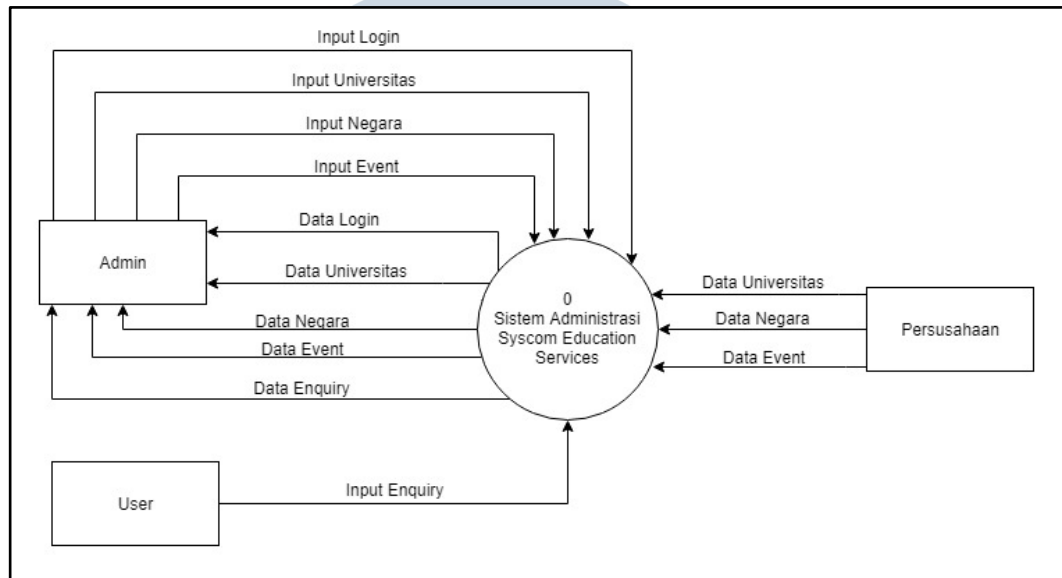 Input Login
Input Universitas
Input Negara
Input Event
Data Login
Admin
Data Universitas
Data Negara
Data Event
Data Enquiry
0
Sistem Administrasi
Syscom Education
Services
Data Universitas
Data Negara
Data Event
Persusahaan
User
Input Enquiry